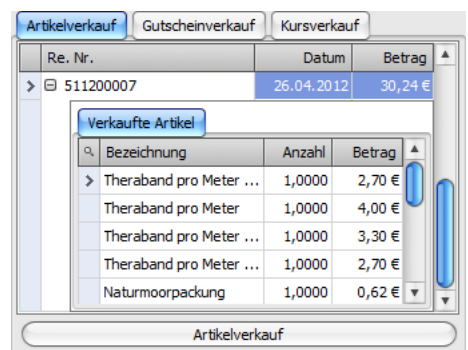 Artikelverkauf Gutscheinverkauf Kursverkauf
Re. Nr. Datum Betrag
511200007 26.04.2012 30,24 €
Verkaufte Artikel
Bezeichnung Anzahl Betrag
Theraband pro Meter ... 1,0000 2,70 €
Theraband pro Meter 1,0000 4,00 €
Theraband pro Meter ... 1,0000 3,30 €
Theraband pro Meter ... 1,0000 2,70 €
Naturmoorpackung 1,0000 0,62 €
Artikelverkauf